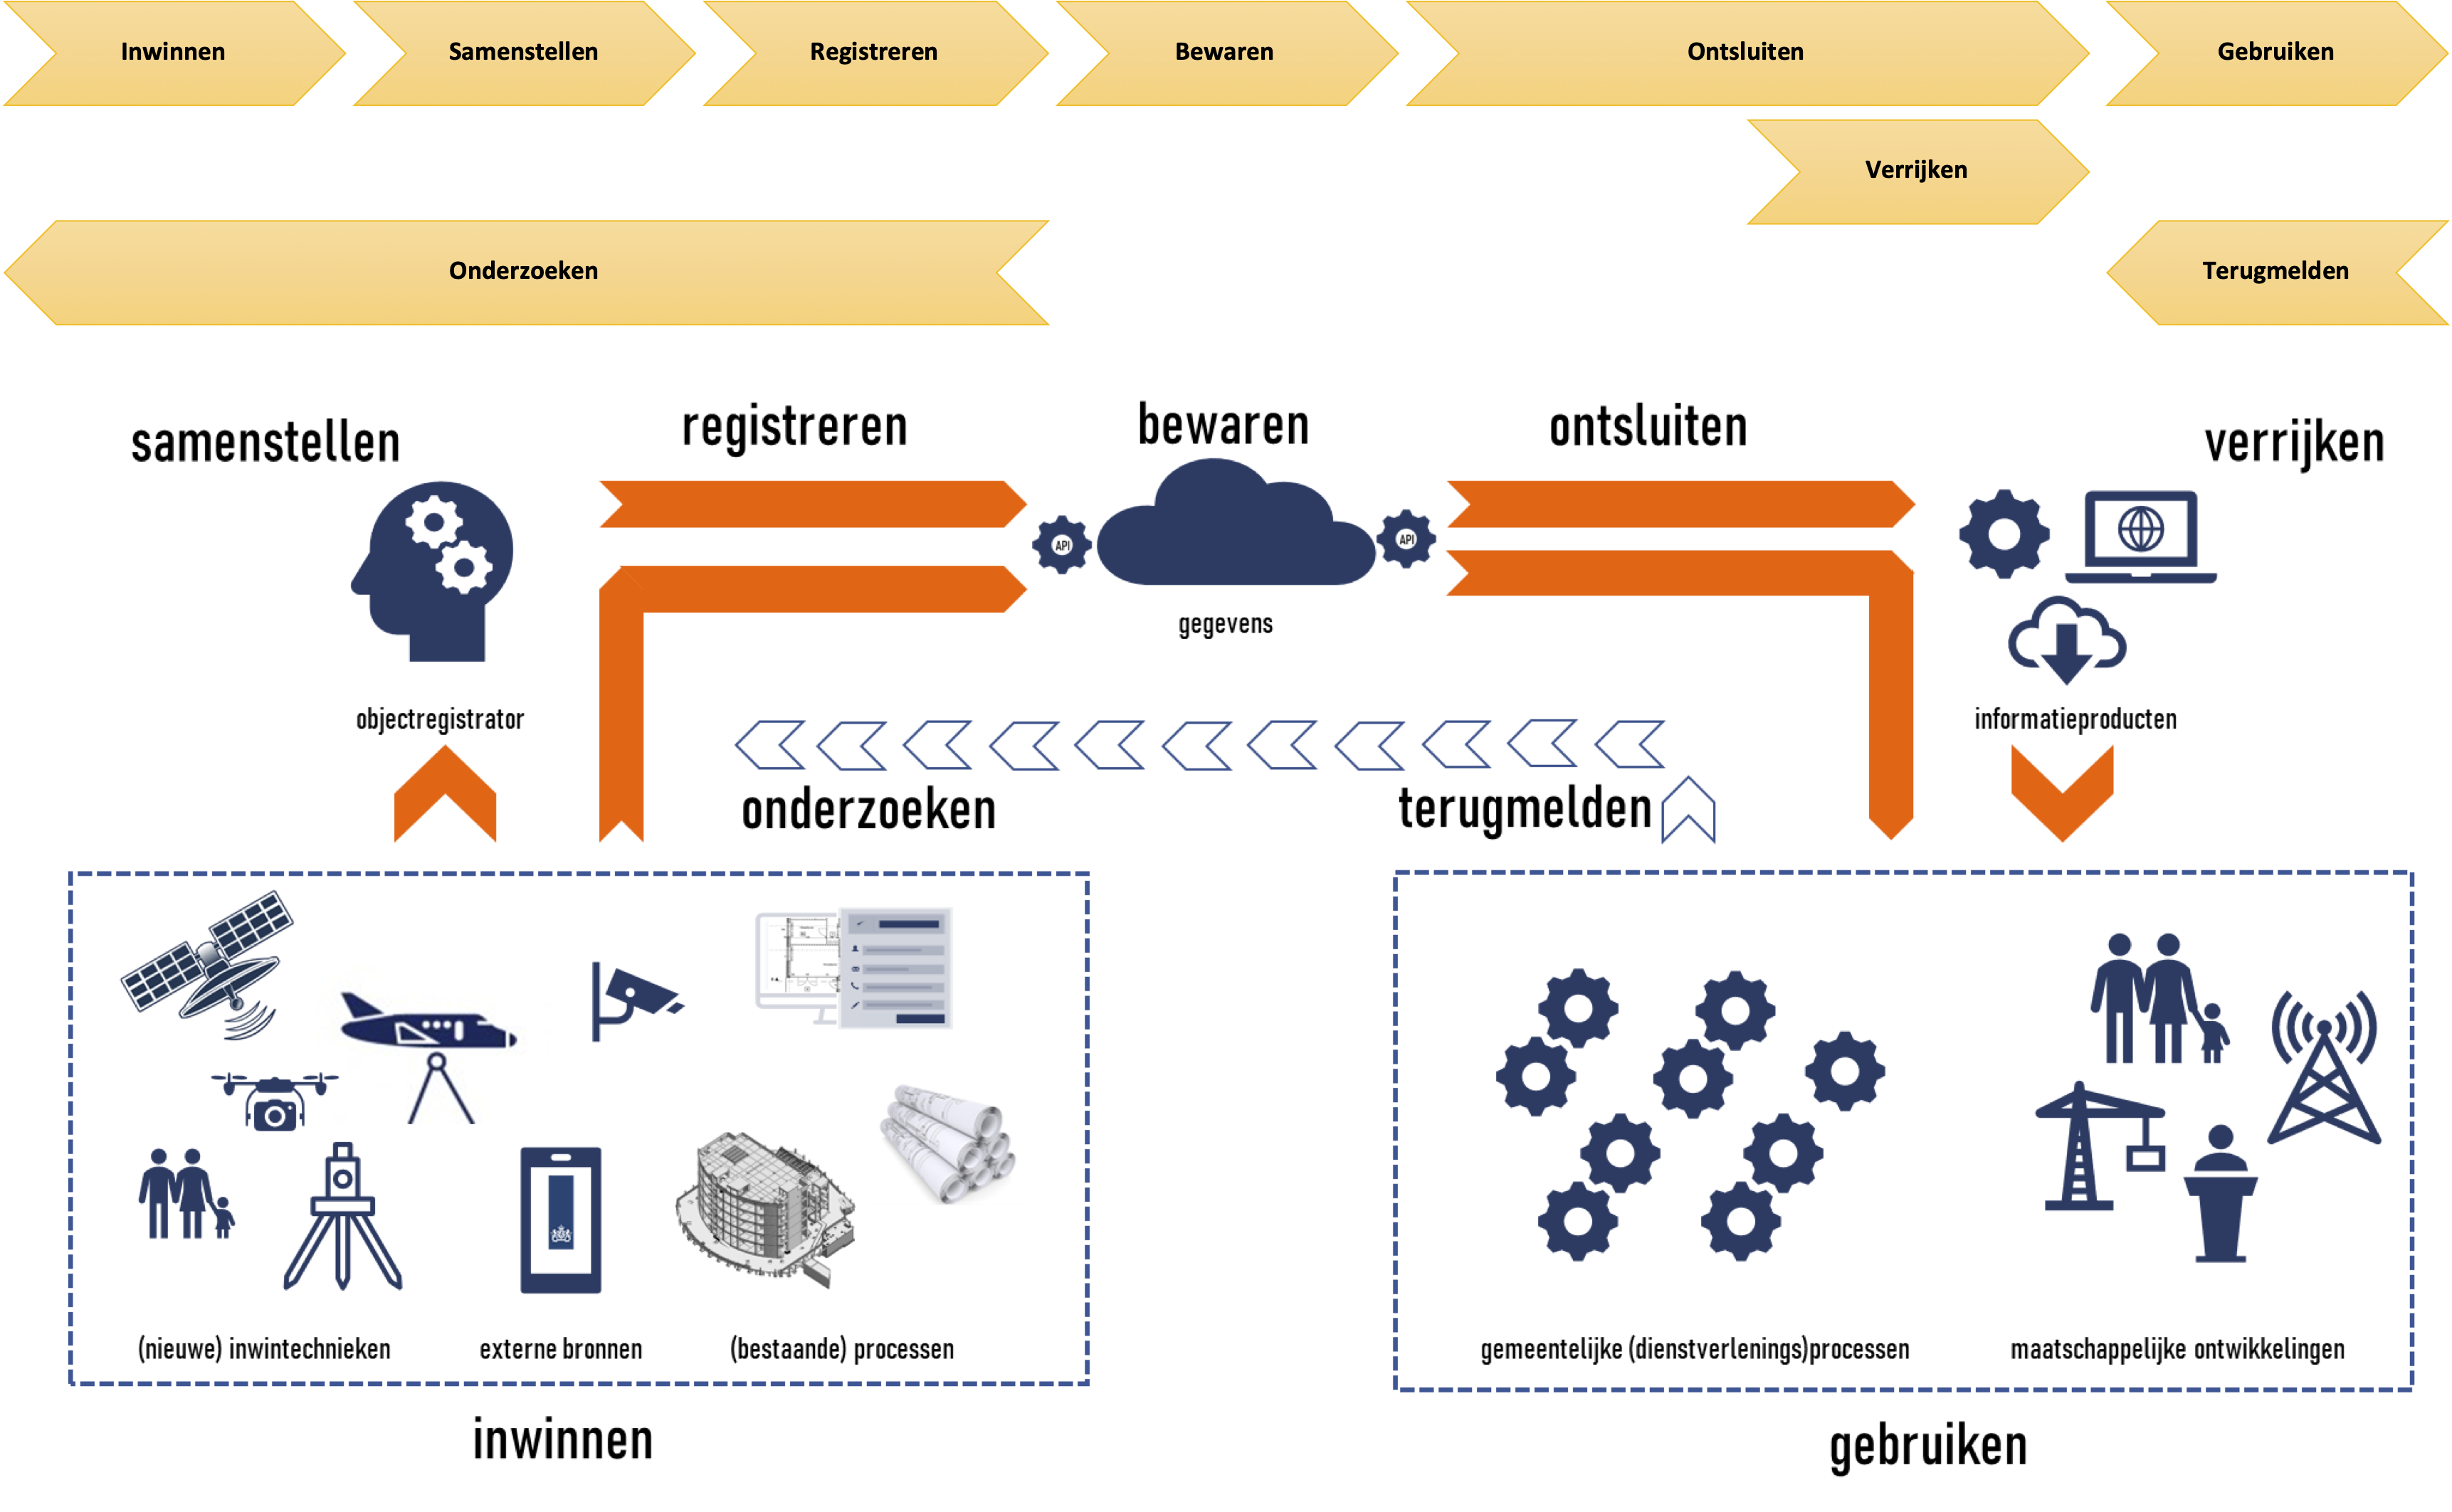 Inwinnen
Samenstellen
Registreren
Bewaren
Ontsluiten
Gebruiken
Verrijken
Onderzoeken
Terugmelden
samenstellen
registreren
bewaren
ontsluiten
verrijken
API
API
gegevens
objectregistrator
informatieproducten
onderzoeken
terugmelden
(nieuwe) inwintechnieken
externe bronnen
(bestaande) processen
gemeentelijke (dienstverlenings)processen
maatschappelijke ontwikkelingen
inwinnen
gebruiken